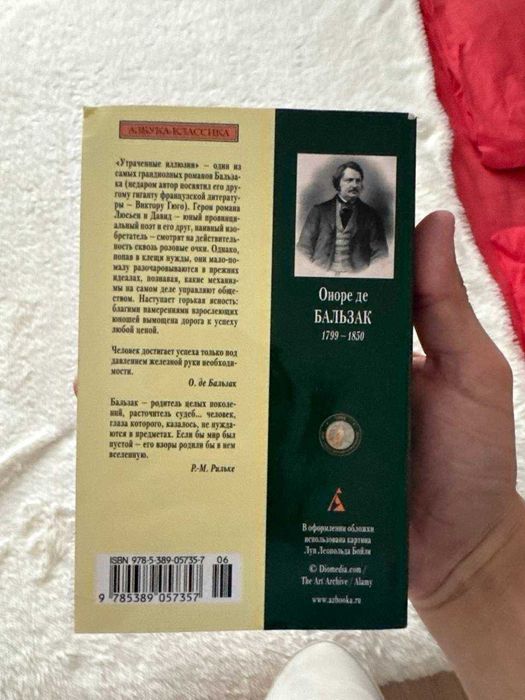 АЗБУКА-КЛАССИКА
«Утраченные иллюзии» – один из
самых грандиозных романов Бальза-
ка (недаром автор посвятил его дру-
гому гиганту французской литерату-
ры – Виктору Гюго). Герои романа
Люсьен и Давид – юный провинци-
альный поэт и его друг, наивный изо-
бретатель – смотрят на действитель-
ность сквозь розовые очки. Однако,
попав в клещи нужды, они мало-по-
малу разочаровываются в прежних
идеалах, познавая, какие механиз-
мы на самом деле управляют обще-
ством. Наступает горькая ясность:
благими намерениями взрослеющих
юношей вымощена дорога к успеху
любой ценой.
Человек достигает успеха только под
давлением железной руки необходи-
мости.
О. де Бальзак
Бальзак – родитель целых поколе-
ний, расточитель судеб... человек,
глаза которого, казалось, не нужда-
ются в предметах. Если бы мир был
пустой – его взоры родили бы в нем
вселенную.
Р.-М. Рильке
ISBN 978-5-389-05735-7 06
9 785389 057357
Оноре де
БАЛЬЗАК
1799 – 1850
В оформлении обложки
использована картина
Луи Леопольда Бойли
© Diomedia.com /
The Art Archive / Alamy
www.azbooka.ru